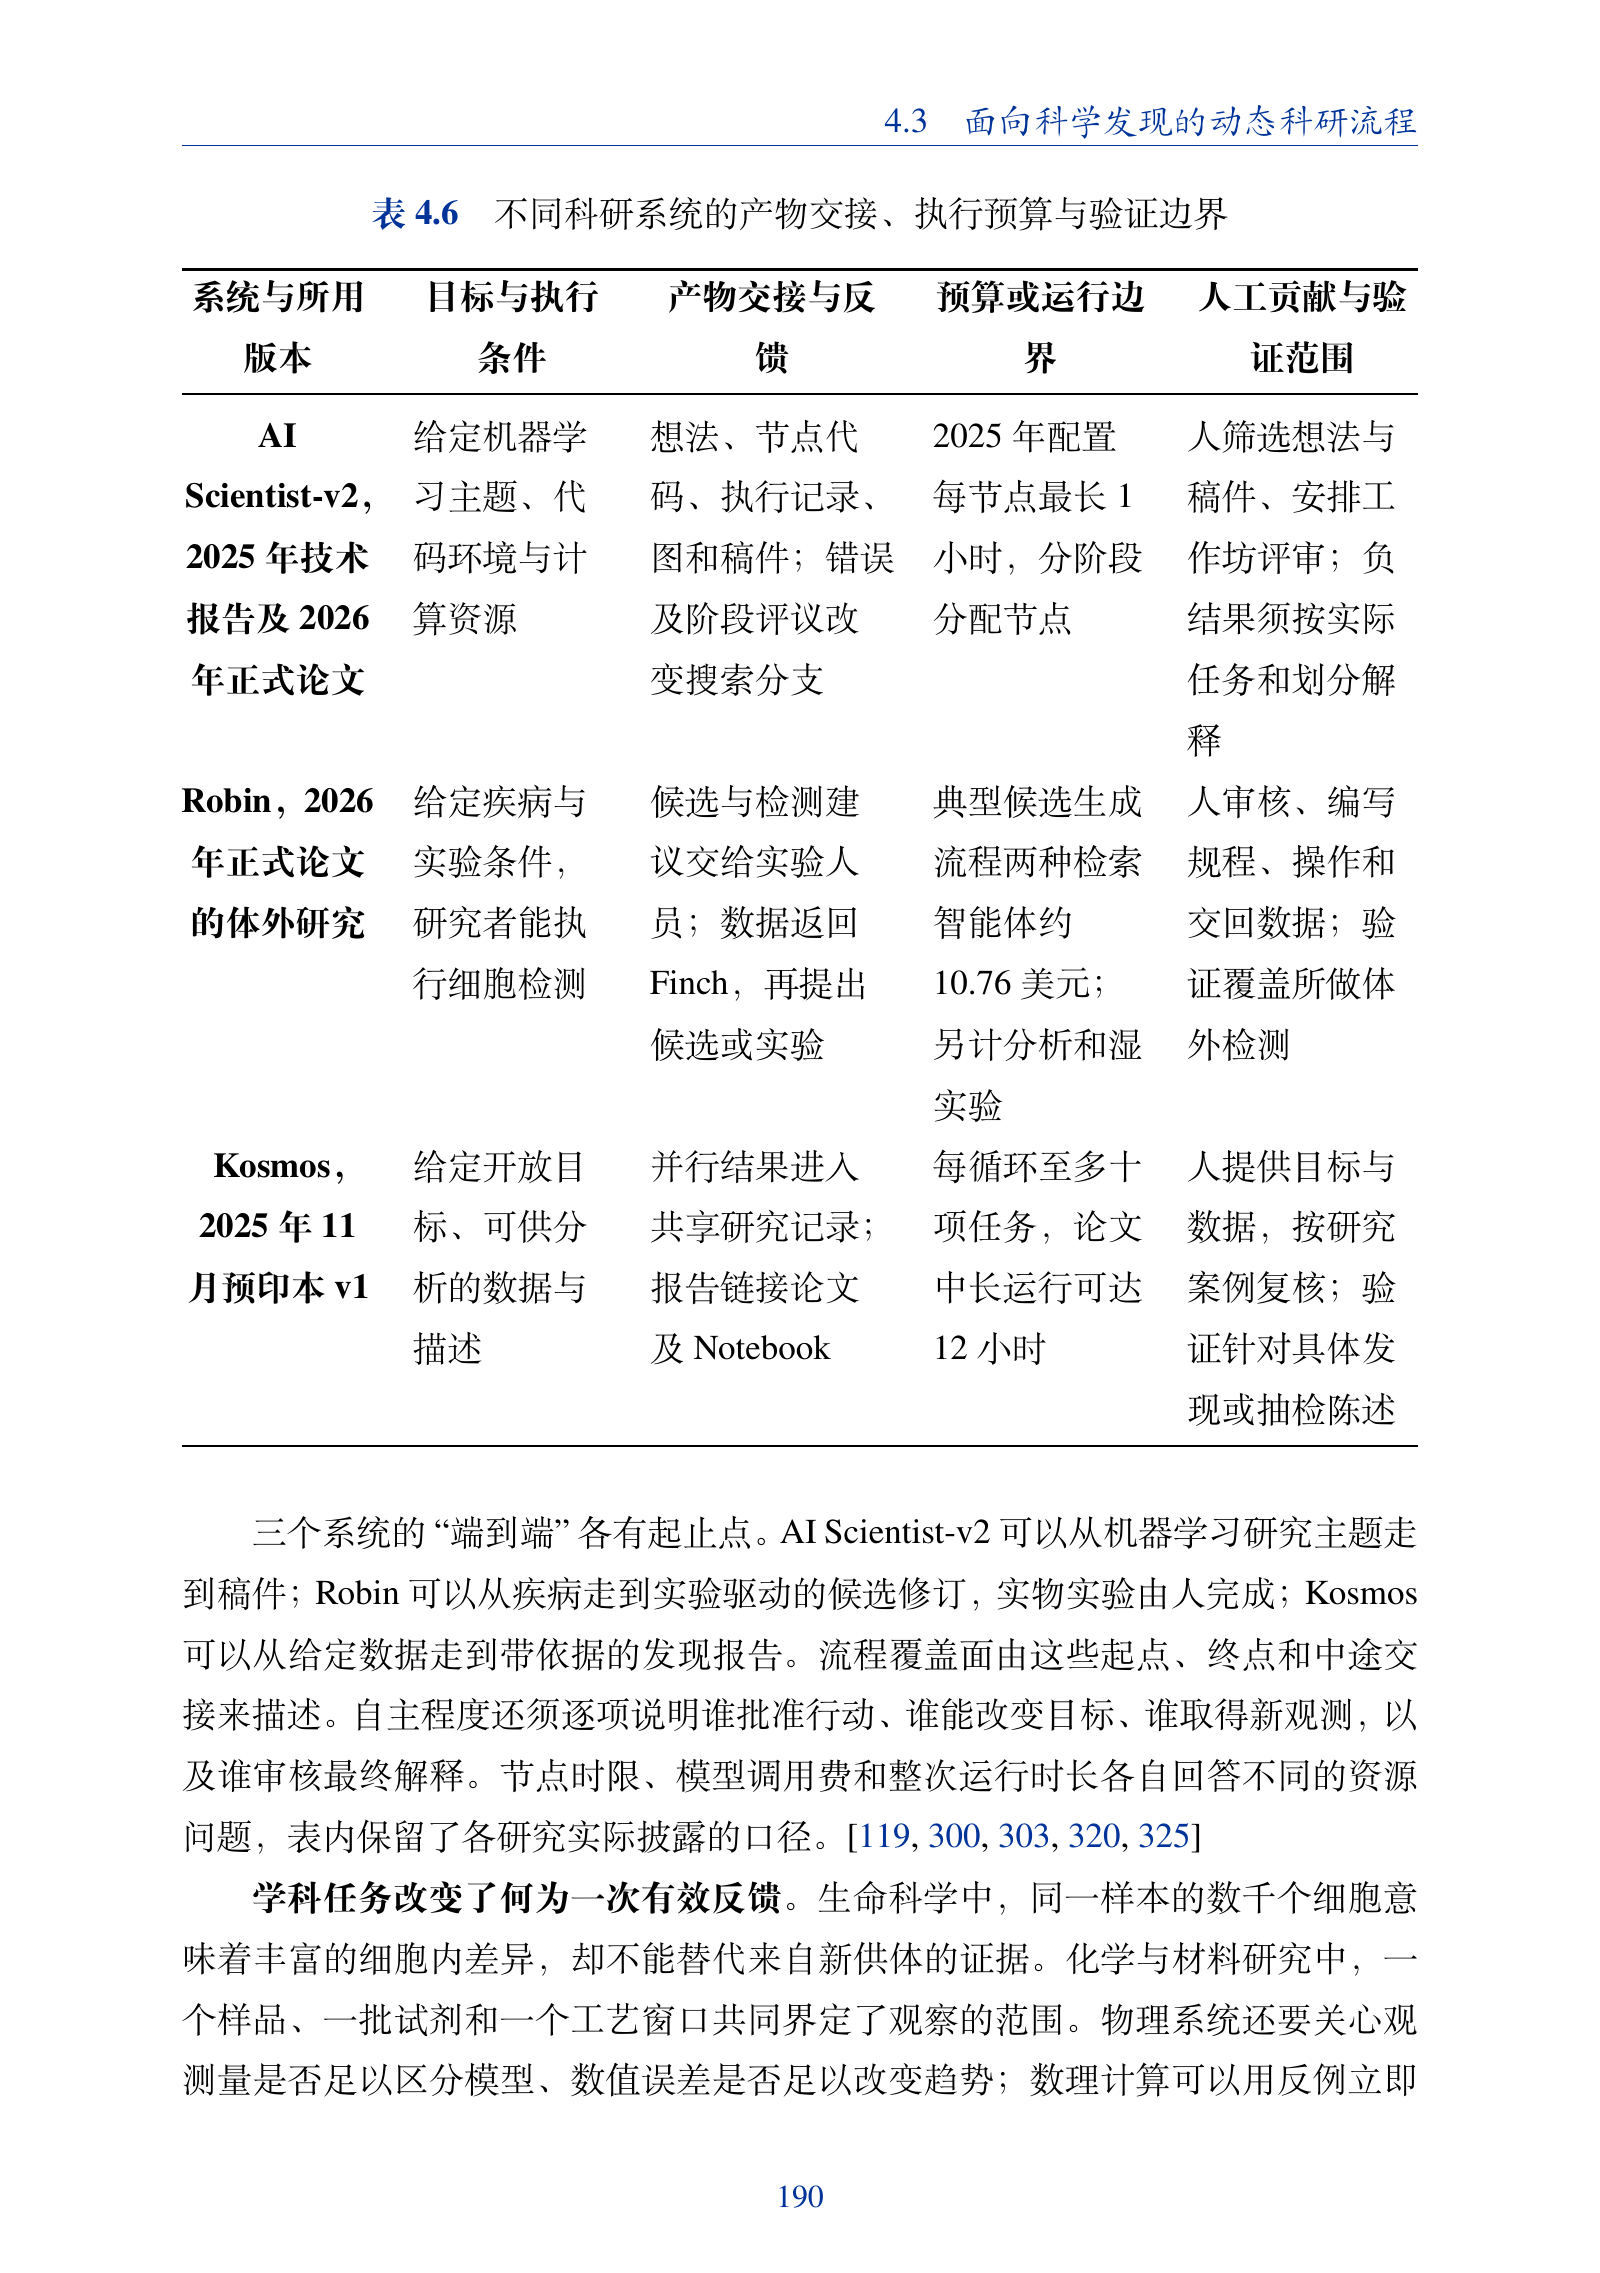 4.3 面向科学发现的动态科研流程
表 4.6 不同科研系统的产物交接、执行预算与验证边界
系统与所用
版本
目标与执行
条件
产物交接与反
馈
预算或运行边
界
人工贡献与验
证范围
AI
Scientist-v2，
2025 年技术
报告及 2026
年正式论文
给定机器学
习主题、代
码环境与计
算资源
想法、节点代
码、执行记录、
图和稿件；错误
及阶段评议改
变搜索分支
2025 年配置
每节点最长 1
小时，分阶段
分配节点
人筛选想法与
稿件、安排工
作坊评审；负
结果须按实际
任务和划分解
释
Robin，2026
年正式论文
的体外研究
给定疾病与
实验条件，
研究者能执
行细胞检测
候选与检测建
议交给实验人
员；数据返回
Finch，再提出
候选或实验
典型候选生成
流程两种检索
智能体约
10.76 美元；
另计分析和湿
实验
人审核、编写
规程、操作和
交回数据；验
证覆盖所做体
外检测
Kosmos，
2025 年 11
月预印本 v1
给定开放目
标、可供分
析的数据与
描述
并行结果进入
共享研究记录；
报告链接论文
及 Notebook
每循环至多十
项任务，论文
中长运行可达
12 小时
人提供目标与
数据，按研究
案例复核；验
证针对具体发
现或抽检陈述
三个系统的“端到端”各有起止点。AI Scientist-v2 可以从机器学习研究主题走
到稿件；Robin 可以从疾病走到实验驱动的候选修订，实物实验由人完成；Kosmos
可以从给定数据走到带依据的发现报告。流程覆盖面由这些起点、终点和中途交
接来描述。自主程度还须逐项说明谁批准行动、谁能改变目标、谁取得新观测，以
及谁审核最终解释。节点时限、模型调用费和整次运行时长各自回答不同的资源
问题，表内保留了各研究实际披露的口径。[119, 300, 303, 320, 325]
学科任务改变了何为一次有效反馈。生命科学中，同一样本的数千个细胞意
味着丰富的细胞内差异，却不能替代来自新供体的证据。化学与材料研究中，一
个样品、一批试剂和一个工艺窗口共同界定了观察的范围。物理系统还要关心观
测量是否足以区分模型、数值误差是否足以改变趋势；数理计算可以用反例立即
190